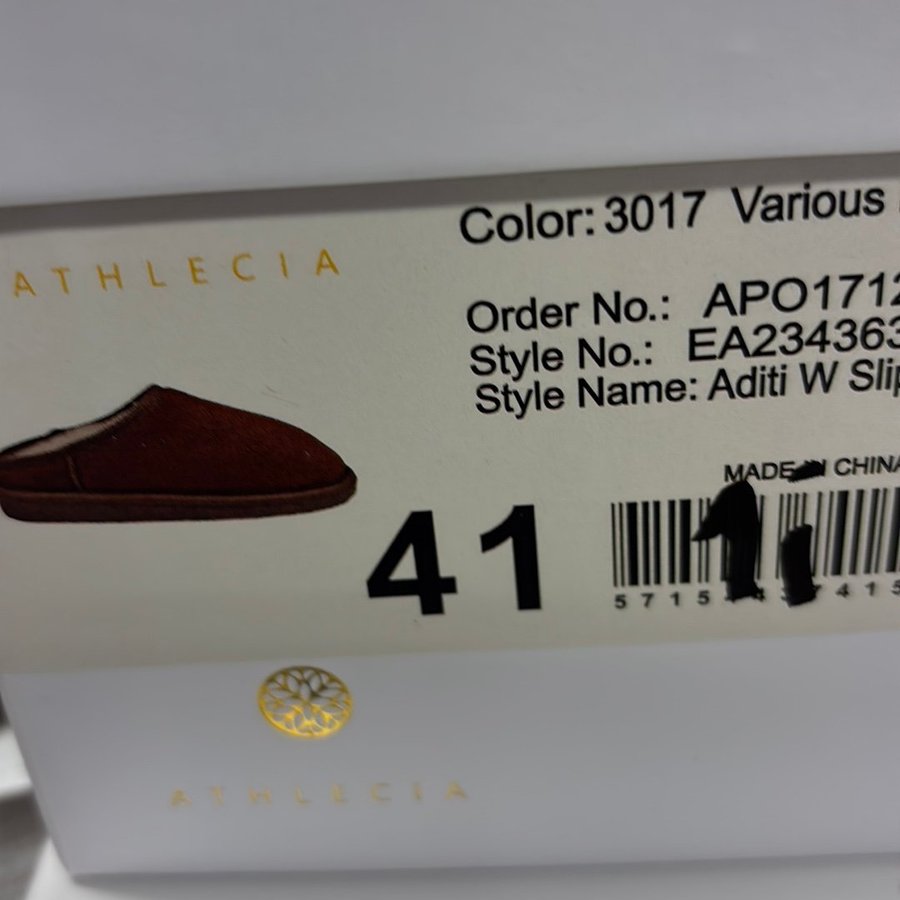 ATHLECIA
Color: 3017 Various
Order No.: APO1712
Style No.: EA234363
Style Name: Aditi W Slip
MADE IN CHINA
41
ATHLECIA